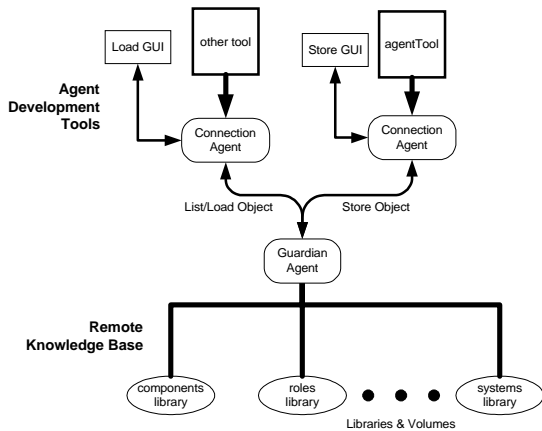 Load GUI
other tool
Store GUI
agentTool
Agent
Development
Tools
Connection
Agent
Connection
Agent
List/Load Object
Store Object
Guardian
Agent
Remote
Knowledge Base
components
library
roles
library
systems
library
Libraries & Volumes